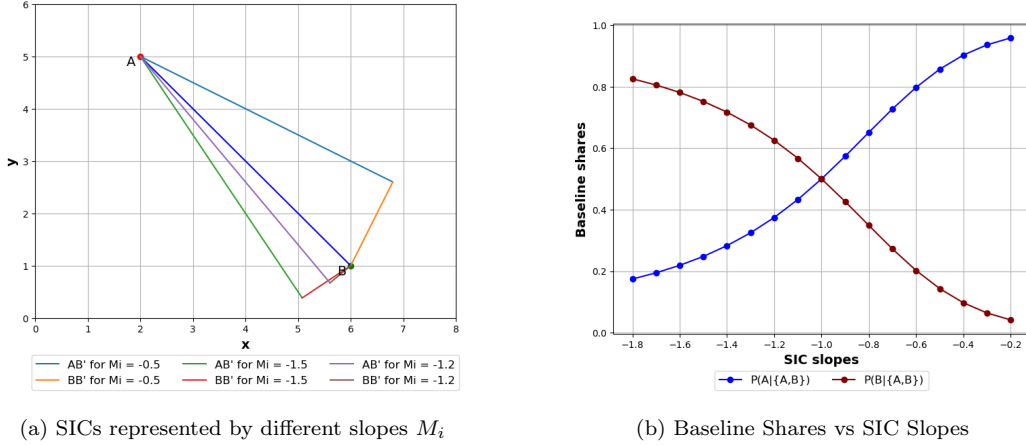 6
5
4
3
2
1
0
y
A
B
0 1 2 3 4 5 6 7 8
x
AB' for Mi = -0.5 AB' for Mi = -1.5 AB' for Mi = -1.2
BB' for Mi = -0.5 BB' for Mi = -1.5 BB' for Mi = -1.2
(a) SICs represented by different slopes Mᵢ
1.0
0.8
0.6
0.4
0.2
0.0
Baseline shares
−1.8 −1.6 −1.4 −1.2 −1.0 −0.8 −0.6 −0.4 −0.2
SIC slopes
P(A|{A,B}) P(B|{A,B})
(b) Baseline Shares vs SIC Slopes